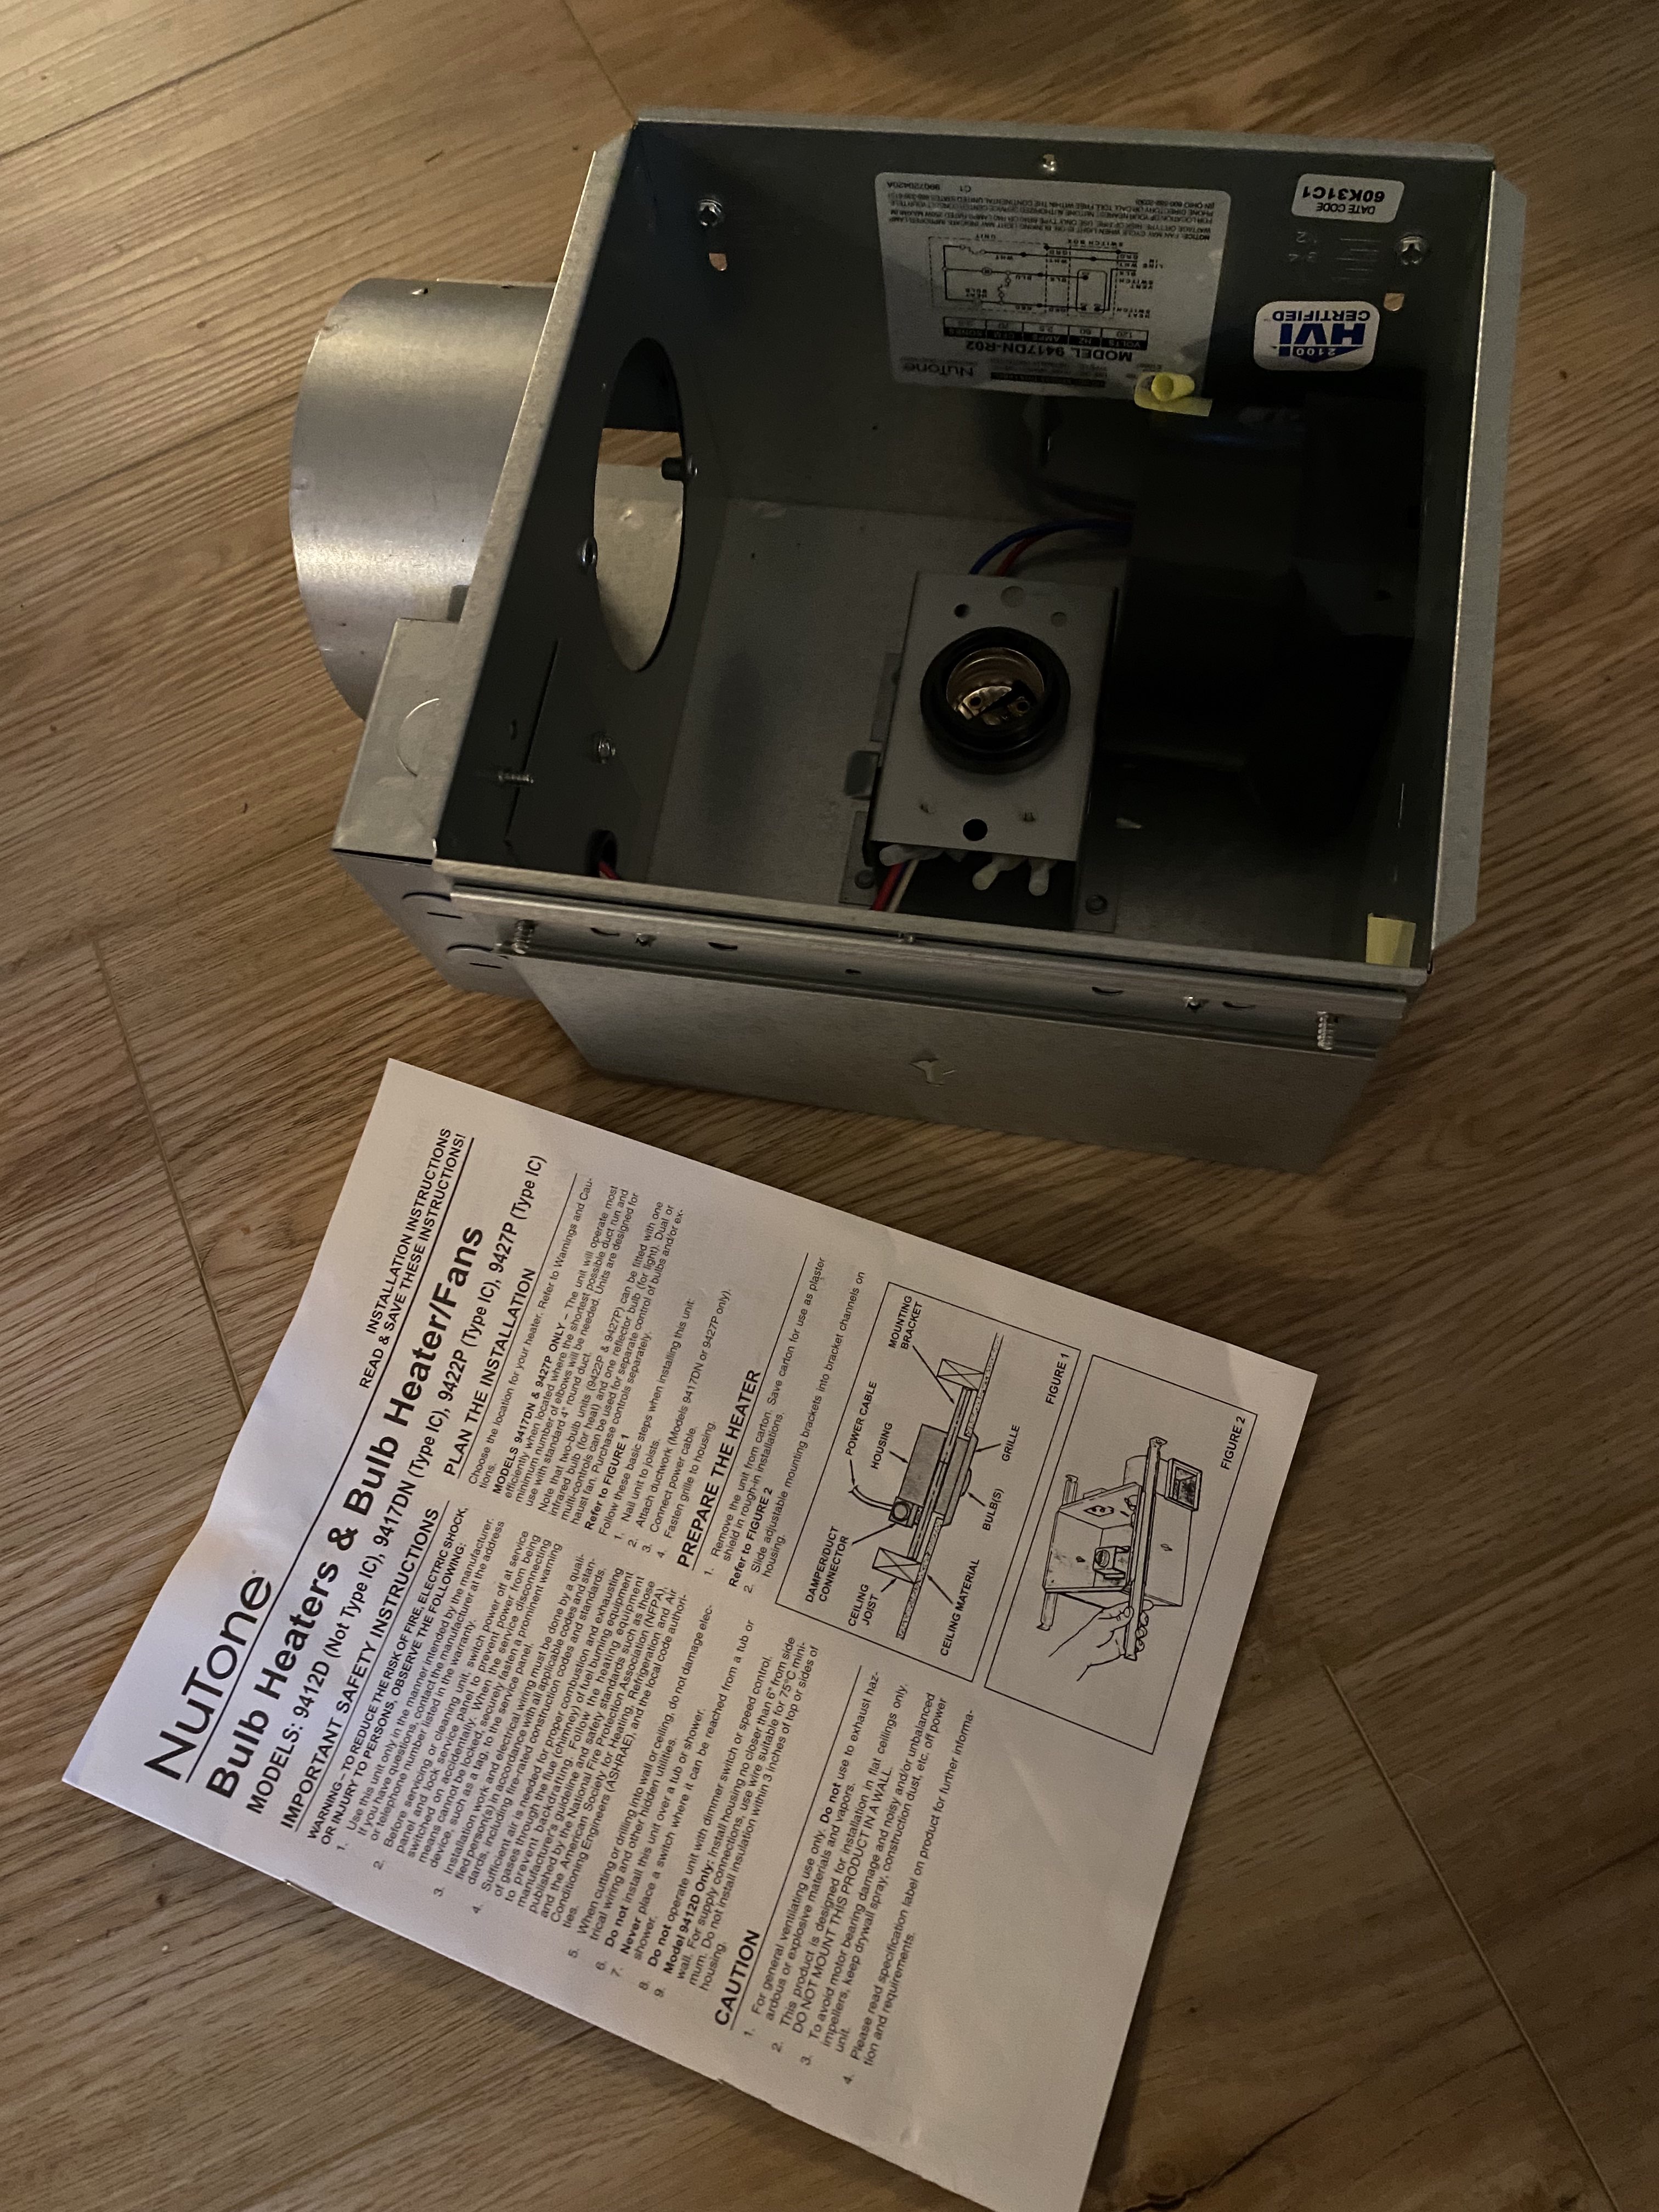 DATE CODE
60K31C1
2100
HVI
CERTIFIED
NuTone
MODEL 9417DN-R02
VOLTS HZ AMPS CFM
120 60 2.5 70
INSTALLATION INSTRUCTIONS
READ & SAVE THESE INSTRUCTIONS!
NuTone
Bulb Heaters & Bulb Heater/Fans
MODELS: 9412D (Not Type IC), 9417DN (Type IC), 9422P (Type IC), 9427P (Type IC)
IMPORTANT SAFETY INSTRUCTIONS
WARNING – TO REDUCE THE RISK OF FIRE, ELECTRIC SHOCK,
OR INJURY TO PERSONS, OBSERVE THE FOLLOWING:
1. Use this unit only in the manner intended by the manufacturer.
If you have questions, contact the manufacturer at the address
or telephone number listed in the warranty.
2. Before servicing or cleaning unit, switch power off at service
panel and lock service panel to prevent power from being
switched on accidentally. When the service disconnecting
means cannot be locked, securely fasten a prominent warning
device, such as a tag, to the service panel.
3. Installation work and electrical wiring must be done by a quali-
fied person(s) in accordance with all applicable codes and stan-
dards, including fire-rated construction codes and standards.
4. Sufficient air is needed for proper combustion and exhausting
of gases through the flue (chimney) of fuel burning equipment
to prevent backdrafting. Follow the heating equipment
manufacturer's guideline and safety standards such as those
published by the National Fire Protection Association (NFPA),
and the American Society for Heating, Refrigeration and Air
Conditioning Engineers (ASHRAE), and the local code authori-
ties.
5. When cutting or drilling into wall or ceiling, do not damage elec-
trical wiring and other hidden utilities.
6. Do not install this unit over a tub or shower.
7. Never place a switch where it can be reached from a tub or
shower.
8. Do not operate unit with dimmer switch or speed control.
9. Model 9412D Only: Install housing no closer than 6" from side
wall. For supply connections, use wire suitable for 75°C mini-
mum. Do not install insulation within 3 inches of top or sides of
housing.
CAUTION
1. For general ventilating use only. Do not use to exhaust haz-
ardous or explosive materials and vapors.
2. This product is designed for installation in flat ceilings only.
DO NOT MOUNT THIS PRODUCT IN A WALL.
3. To avoid motor bearing damage and noisy and/or unbalanced
impellers, keep drywall spray, construction dust, etc. off power
unit.
4. Please read specification label on product for further informa-
tion and requirements.
PLAN THE INSTALLATION
Choose the location for your heater. Refer to Warnings and Cau-
tions.
MODELS 9417DN & 9427P ONLY – The unit will operate most
efficiently when located where the shortest possible duct run and
minimum number of elbows will be needed. Units are designed for
use with standard 4" round duct.
Note that two-bulb units (9422P & 9427P) can be fitted with one
infrared bulb (for heat) and one reflector bulb (for light). Dual or
multi-controls can be used for separate control of bulbs and/or ex-
haust fan. Purchase controls separately.
Refer to FIGURE 1
Follow these basic steps when installing this unit:
1. Nail unit to joists.
2. Attach ductwork (Models 9417DN or 9427P only).
3. Connect power cable.
4. Fasten grille to housing.
PREPARE THE HEATER
1. Remove the unit from carton. Save carton for use as plaster
shield in rough-in installations.
Refer to FIGURE 2
2. Slide adjustable mounting brackets into bracket channels on
housing.
DAMPER/DUCT
CONNECTOR
POWER CABLE
HOUSING
MOUNTING
BRACKET
CEILING
JOIST
CEILING MATERIAL
BULB(S)
GRILLE
FIGURE 1
FIGURE 2